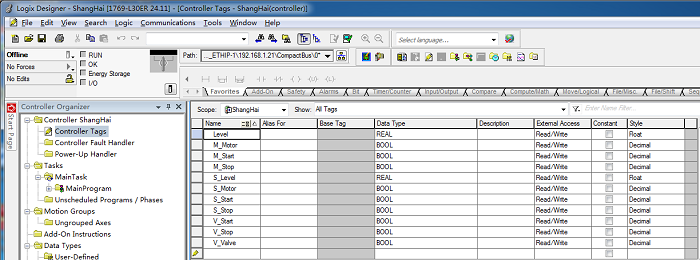 Logix Designer - ShangHai [1769-L30ER 24.11] - [Controller Tags - ShangHai(controller)]
File Edit View Search Logic Communications Tools Window Help
Select language...
Offline RUN
No Forces OK
No Edits Energy Storage
I/O
Path: ..._ETHIP-1\192.168.1.21\CompactBus\0*
Favorites Add-On Safety Alarms Bit Timer/Counter Input/Output Compare Compute/Math Move/Logical File/Misc. File/Shift Seq
Start Page
Controller Organizer
Controller ShangHai
Controller Tags
Controller Fault Handler
Power-Up Handler
Tasks
MainTask
MainProgram
Unscheduled Programs / Phases
Motion Groups
Ungrouped Axes
Add-On Instructions
Data Types
User-Defined
Scope: ShangHai Show: All Tags Enter Name Filter...
Name Alias For Base Tag Data Type Description External Access Constant Style
Level REAL Read/Write Float
M_Motor BOOL Read/Write Decimal
M_Start BOOL Read/Write Decimal
M_Stop BOOL Read/Write Decimal
S_Level REAL Read/Write Float
S_Motor BOOL Read/Write Decimal
S_Start BOOL Read/Write Decimal
S_Stop BOOL Read/Write Decimal
V_Start BOOL Read/Write Decimal
V_Stop BOOL Read/Write Decimal
V_Valve BOOL Read/Write Decimal